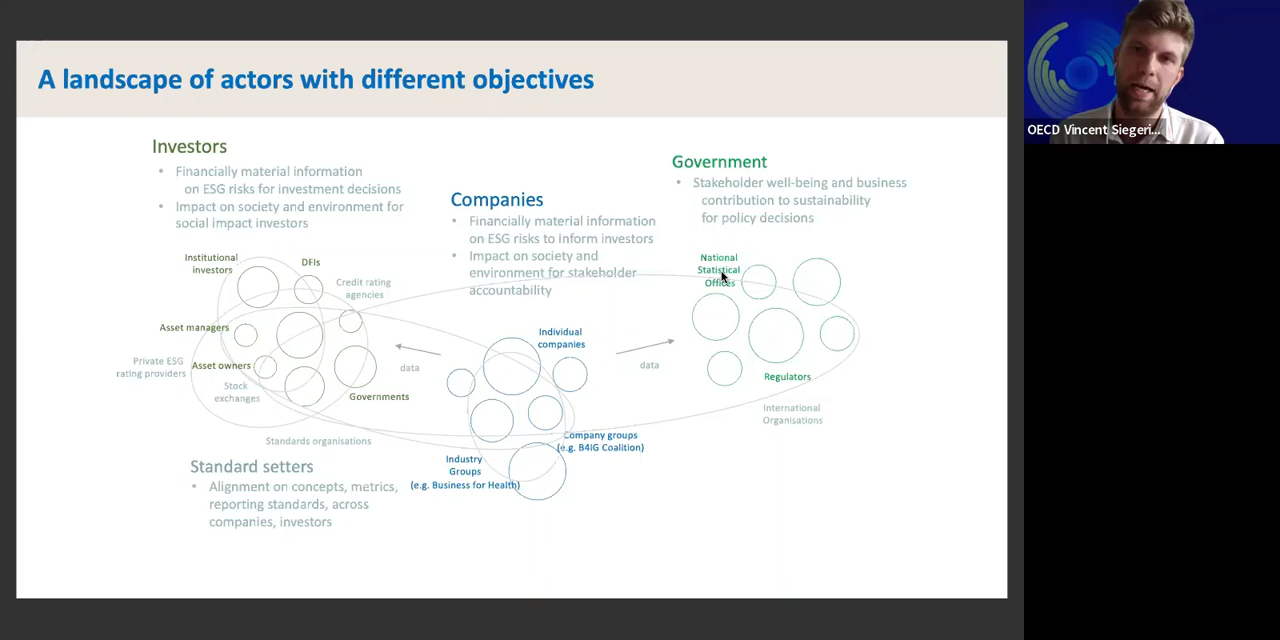 A landscape of actors with different objectives
Investors
• Financially material information
on ESG risks for investment decisions
• Impact on society and environment for
social impact investors
Companies
• Financially material information
on ESG risks to inform investors
• Impact on society and
environment for stakeholder
accountability
Government
• Stakeholder well-being and business
contribution to sustainability
for policy decisions
Institutional
investors
DFIs
Credit rating
agencies
Asset managers
Private ESG
rating providers
Asset owners
Stock
exchanges
Governments
Standards organisations
data
Individual
companies
Company groups
(e.g. B4IG Coalition)
Industry
Groups
(e.g. Business for Health)
data
National
Statistical
Offices
Regulators
International
Organisations
Standard setters
• Alignment on concepts, metrics,
reporting standards, across
companies, investors
OECD Vincent Siegeri...